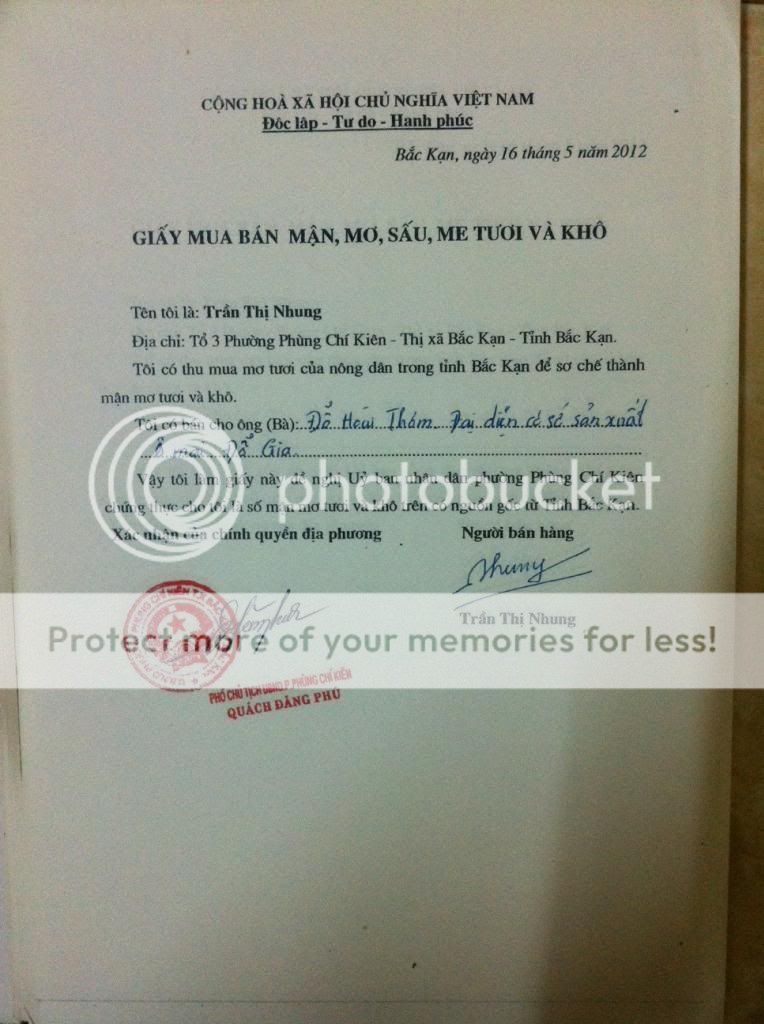 CỘNG HOÀ XÃ HỘI CHỦ NGHĨA VIỆT NAM
Độc lập - Tự do - Hạnh phúc
Bắc Kạn, ngày 16 tháng 5 năm 2012
GIẤY MUA BÁN MẬN, MƠ, SẤU, ME TƯƠI VÀ KHÔ
Tên tôi là: Trần Thị Nhung
Địa chỉ: Tổ 3 Phường Phùng Chí Kiên - Thị xã Bắc Kạn - Tỉnh Bắc Kạn.
Tôi có thu mua mơ tươi của nông dân trong tỉnh Bắc Kạn để sơ chế thành
mận mơ tươi và khô.
Tôi có bán cho ông (Bà): Đỗ Hoài Thám Đại diện cơ sở sản xuất
Ô mai Đỗ Gia
Vậy tôi làm giấy này đề nghị Uỷ ban nhân dân phường Phùng Chí Kiên
chứng thực cho tôi là số mận mơ tươi và khô trên có nguồn gốc từ Tỉnh Bắc Kạn.
photobucket
Xác nhận của chính quyền địa phương Người bán hàng
Nhung
Trần Thị Nhung
Protect more of your memories for less!
PHÓ CHỦ TỊCH UBND P. PHÙNG CHÍ KIÊN
QUÁCH ĐĂNG PHÚ